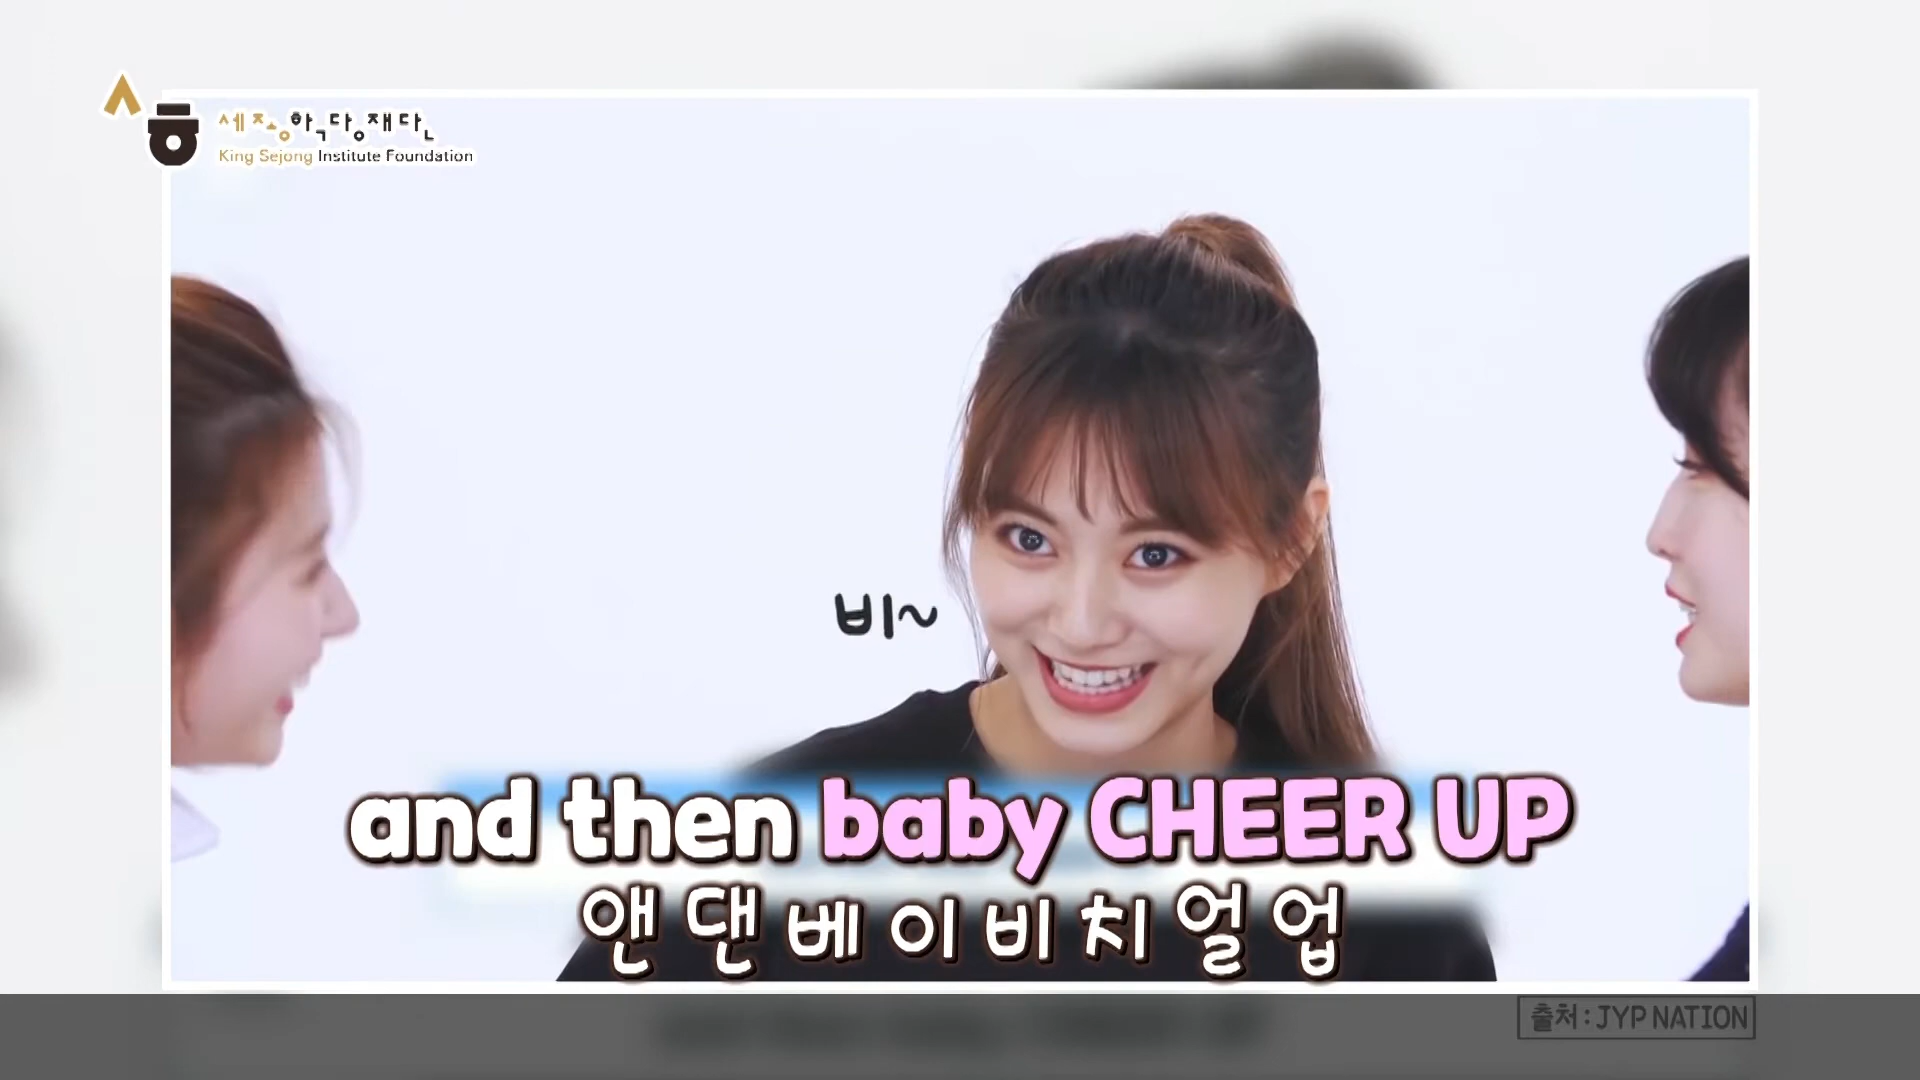 세종학당재단
King Sejong Institute Foundation
비~
and then baby CHEER UP
앤 댄 베 이 비 치 얼 업
출처 : JYP NATION